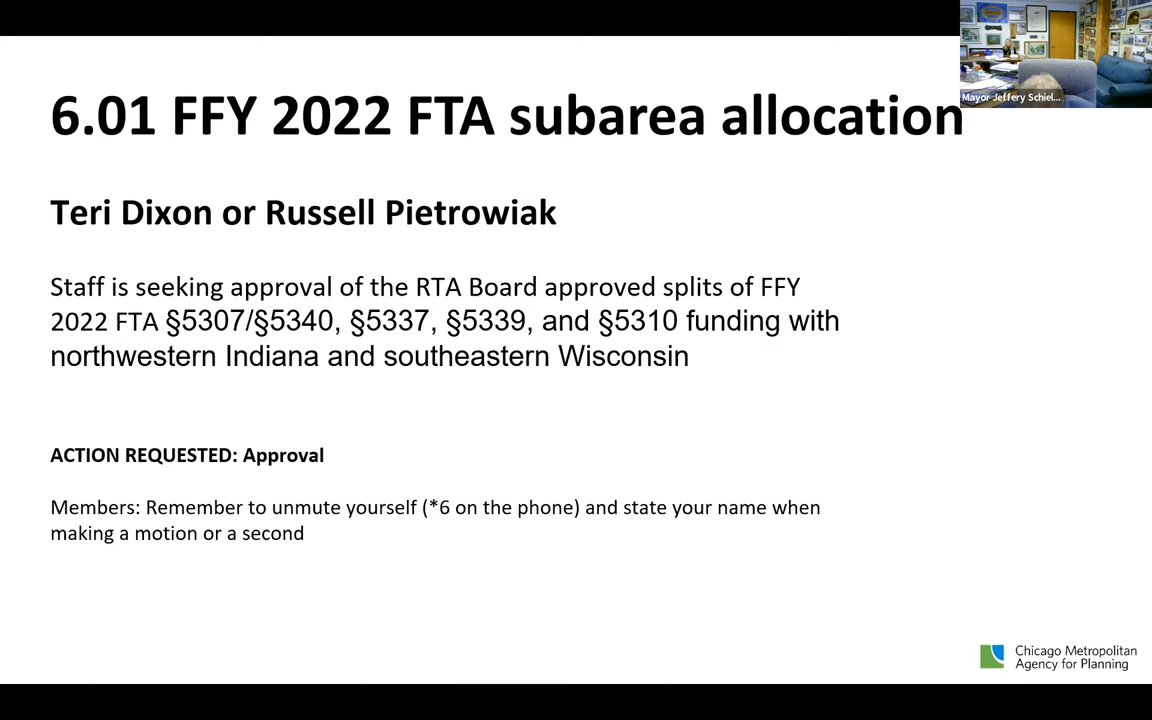 Mayor Jeffery Schiel...
6.01 FFY 2022 FTA subarea allocation
Teri Dixon or Russell Pietrowiak
Staff is seeking approval of the RTA Board approved splits of FFY
2022 FTA §5307/§5340, §5337, §5339, and §5310 funding with
northwestern Indiana and southeastern Wisconsin
ACTION REQUESTED: Approval
Members: Remember to unmute yourself (*6 on the phone) and state your name when
making a motion or a second
Chicago Metropolitan
Agency for Planning